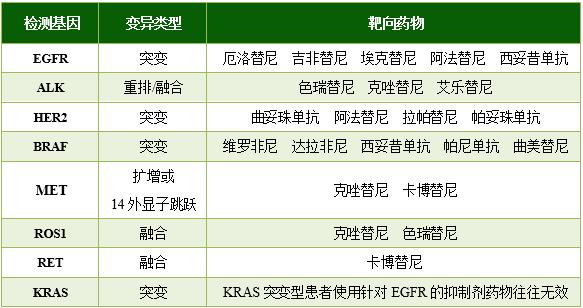 检测基因 变异类型 靶向药物
EGFR 突变 厄洛替尼 吉非替尼 埃克替尼 阿法替尼 西妥昔单抗
ALK 重排/融合 色瑞替尼 克唑替尼 艾乐替尼
HER2 突变 曲妥珠单抗 阿法替尼 拉帕替尼 帕妥珠单抗
BRAF 突变 维罗非尼 达拉非尼 西妥昔单抗 帕尼单抗 曲美替尼
MET 扩增或 克唑替尼 卡博替尼
14 外显子跳跃
ROS1 融合 克唑替尼 色瑞替尼
RET 融合 卡博替尼
KRAS 突变 KRAS 突变型患者使用针对 EGFR 的抑制剂药物往往无效